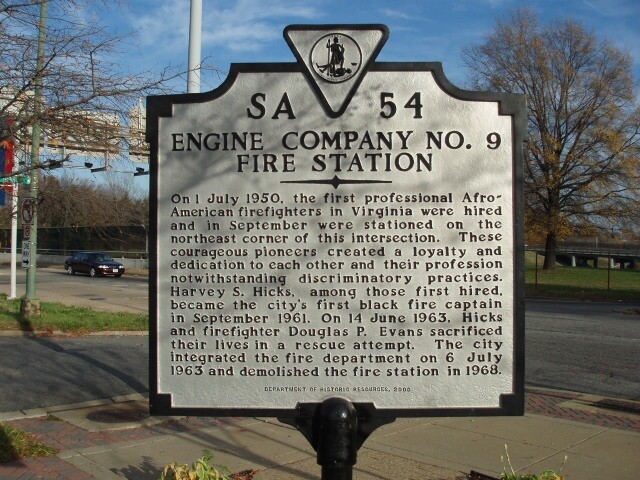 SA 54
ENGINE COMPANY NO. 9
FIRE STATION
On 1 July 1950, the first professional Afro-
American firefighters in Virginia were hired
and in September were stationed on the
northeast corner of this intersection. These
courageous pioneers created a loyalty and
dedication to each other and their profession
notwithstanding discriminatory practices.
Harvey S. Hicks, among those first hired,
became the city's first black fire captain
in September 1961. On 14 June 1963, Hicks
and firefighter Douglas P. Evans sacrificed
their lives in a rescue attempt. The city
integrated the fire department on 6 July
1963 and demolished the fire station in 1968.
DEPARTMENT OF HISTORIC RESOURCES, 2000